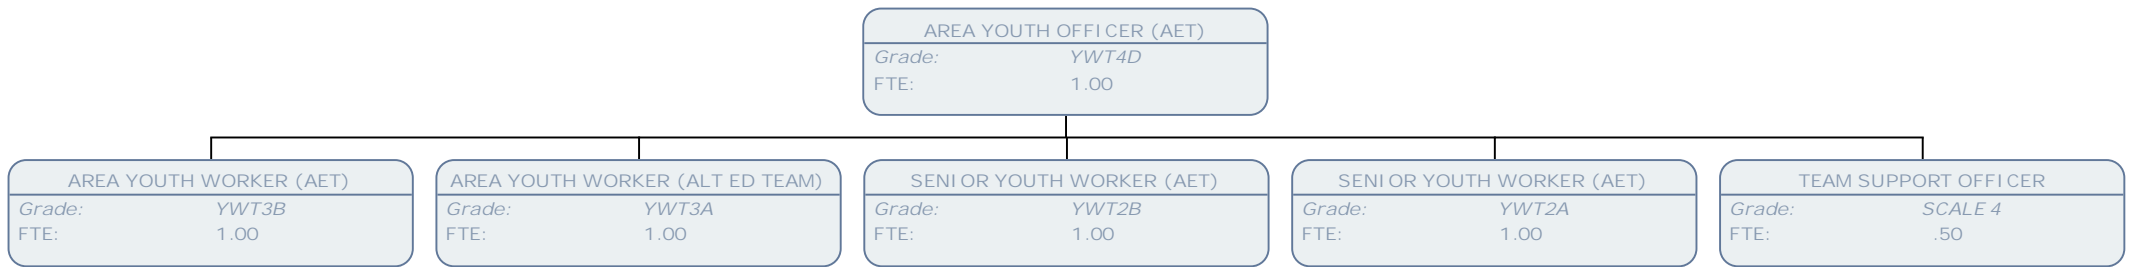 AREA YOUTH OFFICER (AET)
Grade: YWT4D
FTE: 1.00
AREA YOUTH WORKER (AET)
Grade: YWT3B
FTE: 1.00
AREA YOUTH WORKER (ALT ED TEAM)
Grade: YWT3A
FTE: 1.00
SENIOR YOUTH WORKER (AET)
Grade: YWT2B
FTE: 1.00
SENIOR YOUTH WORKER (AET)
Grade: YWT2A
FTE: 1.00
TEAM SUPPORT OFFICER
Grade: SCALE 4
FTE: .50